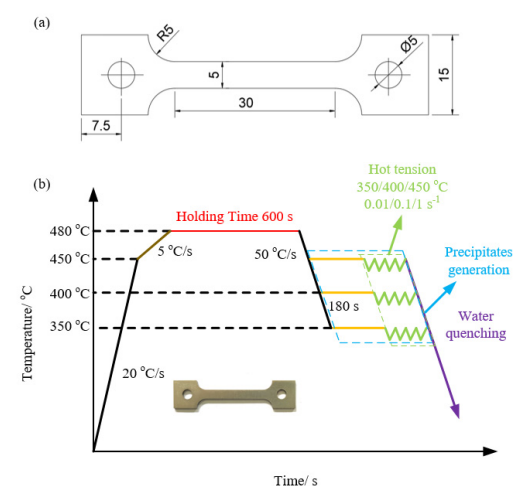 (a)
R5
Ø5
5
15
30
7.5
(b)
Hot tension
350/400/450 °C
0.01/0.1/1 s⁻¹
Holding Time 600 s
480 °C
5 °C/s
50 °C/s
Precipitates
generation
450 °C
400 °C
180 s
Water
quenching
350 °C
20 °C/s
Temperature/ °C
Time/ s